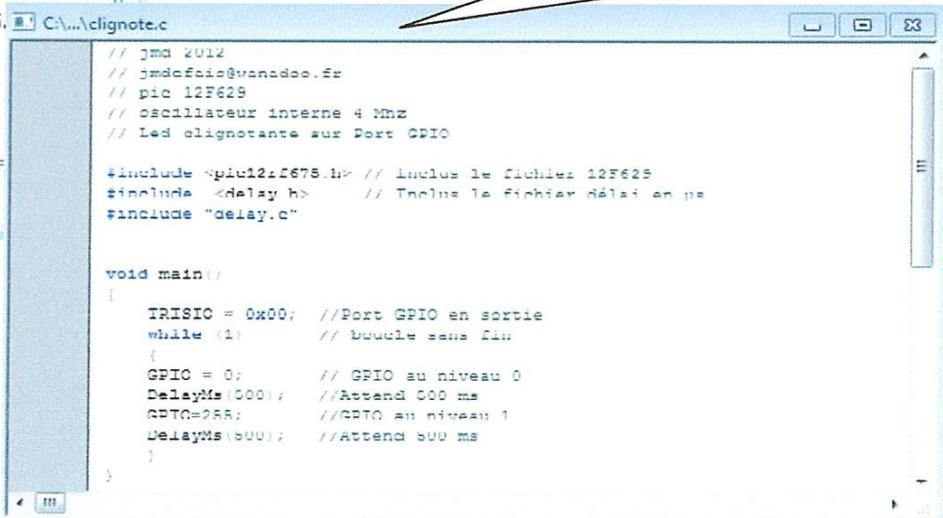 C:\...\clignote.c
// jmd 2012
// jmdefais@wanadoo.fr
// pic 12F629
// oscillateur interne 4 Mhz
// Led clignotante sur Port GPIO
#include <pic12rf675.h> // inclus le fichier 12F629
#include <delay.h> // Inclus le fichier délai en µs
#include "delay.c"
void main()
{
TRISIO = 0x00; //Port GPIO en sortie
while (1) // boucle sans fin
{
GPIO = 0; // GPIO au niveau 0
DelayMs(500); //Attend 500 ms
GPIO=255; //GPIO au niveau 1
DelayMs(500); //Attend 500 ms
}
}